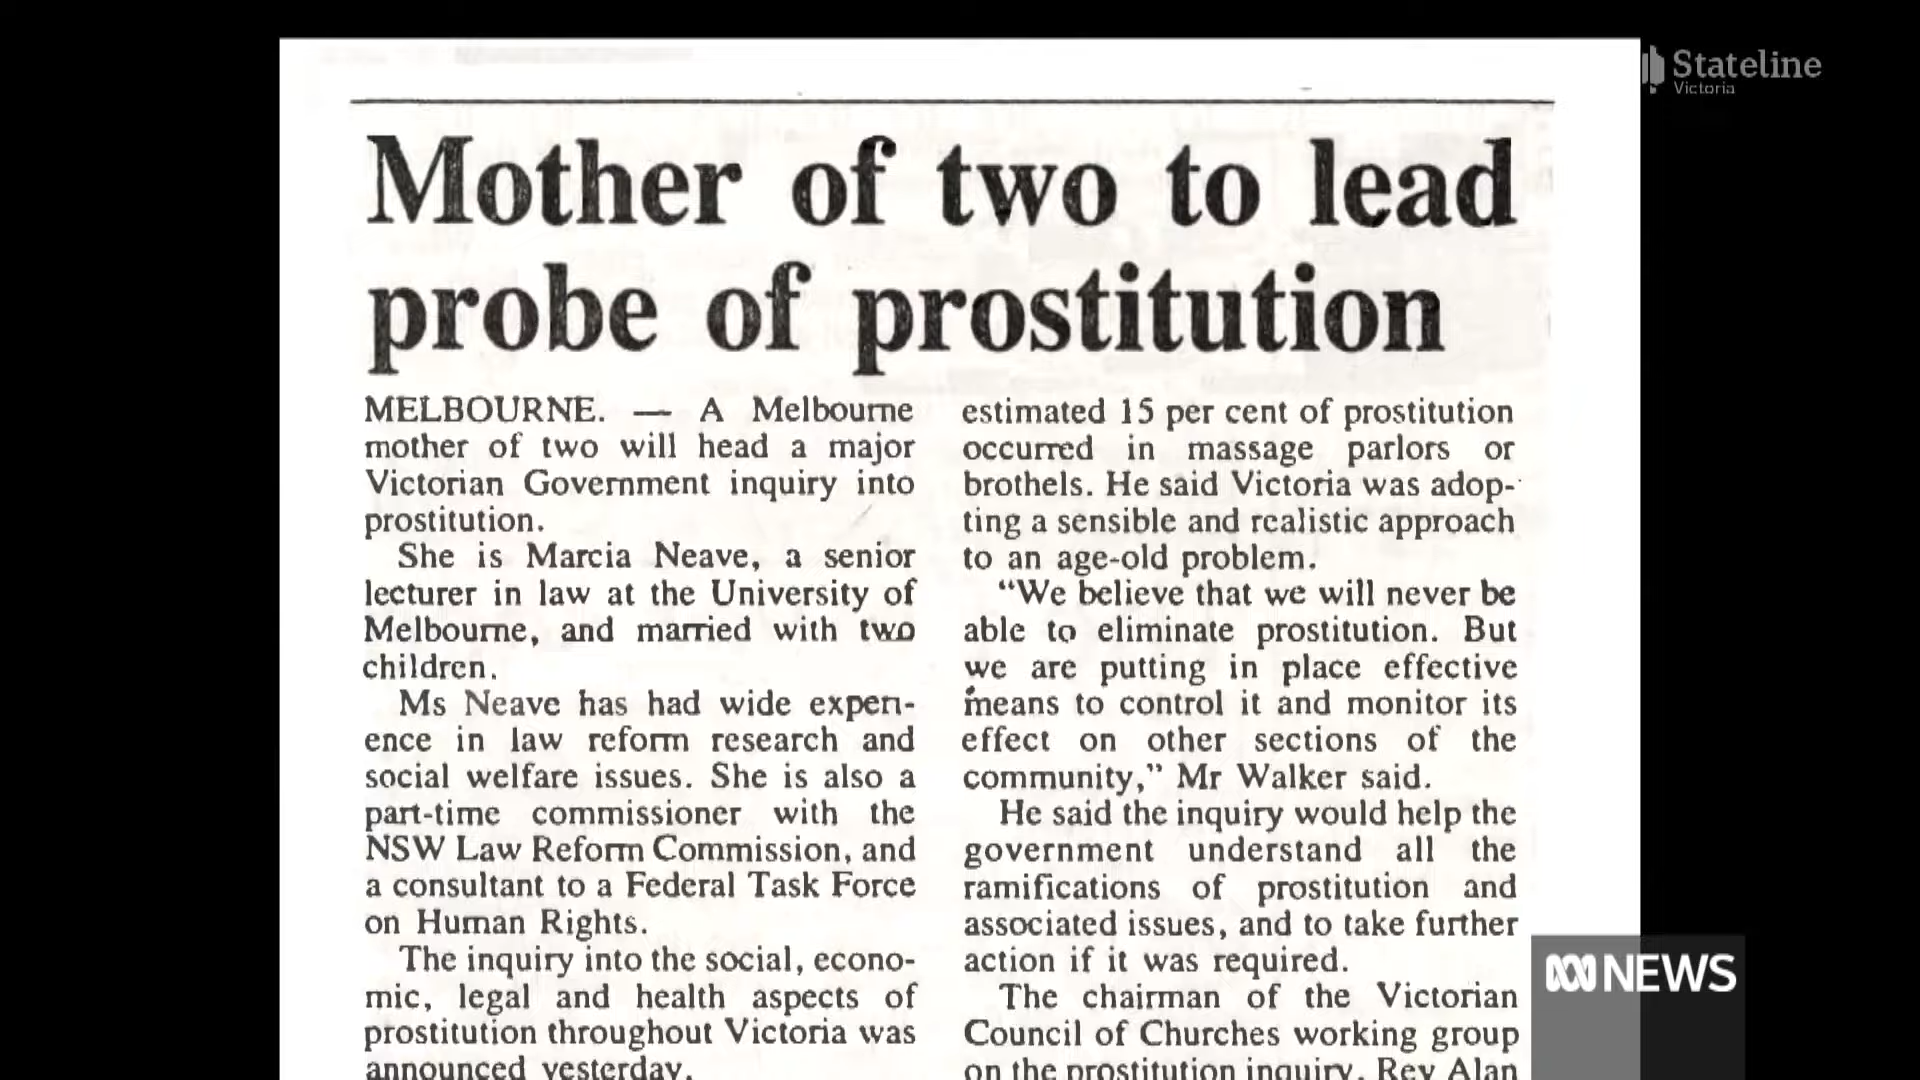 Stateline
Victoria
Mother of two to lead
probe of prostitution
MELBOURNE. — A Melbourne
mother of two will head a major
Victorian Government inquiry into
prostitution.
She is Marcia Neave, a senior
lecturer in law at the University of
Melbourne, and married with two
children.
Ms Neave has had wide experi-
ence in law reform research and
social welfare issues. She is also a
part-time commissioner with the
NSW Law Reform Commission, and
a consultant to a Federal Task Force
on Human Rights.
The inquiry into the social, econo-
mic, legal and health aspects of
prostitution throughout Victoria was
announced yesterday.
estimated 15 per cent of prostitution
occurred in massage parlors or
brothels. He said Victoria was adop-
ting a sensible and realistic approach
to an age-old problem.
“We believe that we will never be
able to eliminate prostitution. But
we are putting in place effective
means to control it and monitor its
effect on other sections of the
community,” Mr Walker said.
He said the inquiry would help the
government understand all the
ramifications of prostitution and
associated issues, and to take further
action if it was required.
The chairman of the Victorian
Council of Churches working group
on the prostitution inquiry, Rev Alan
NEWS